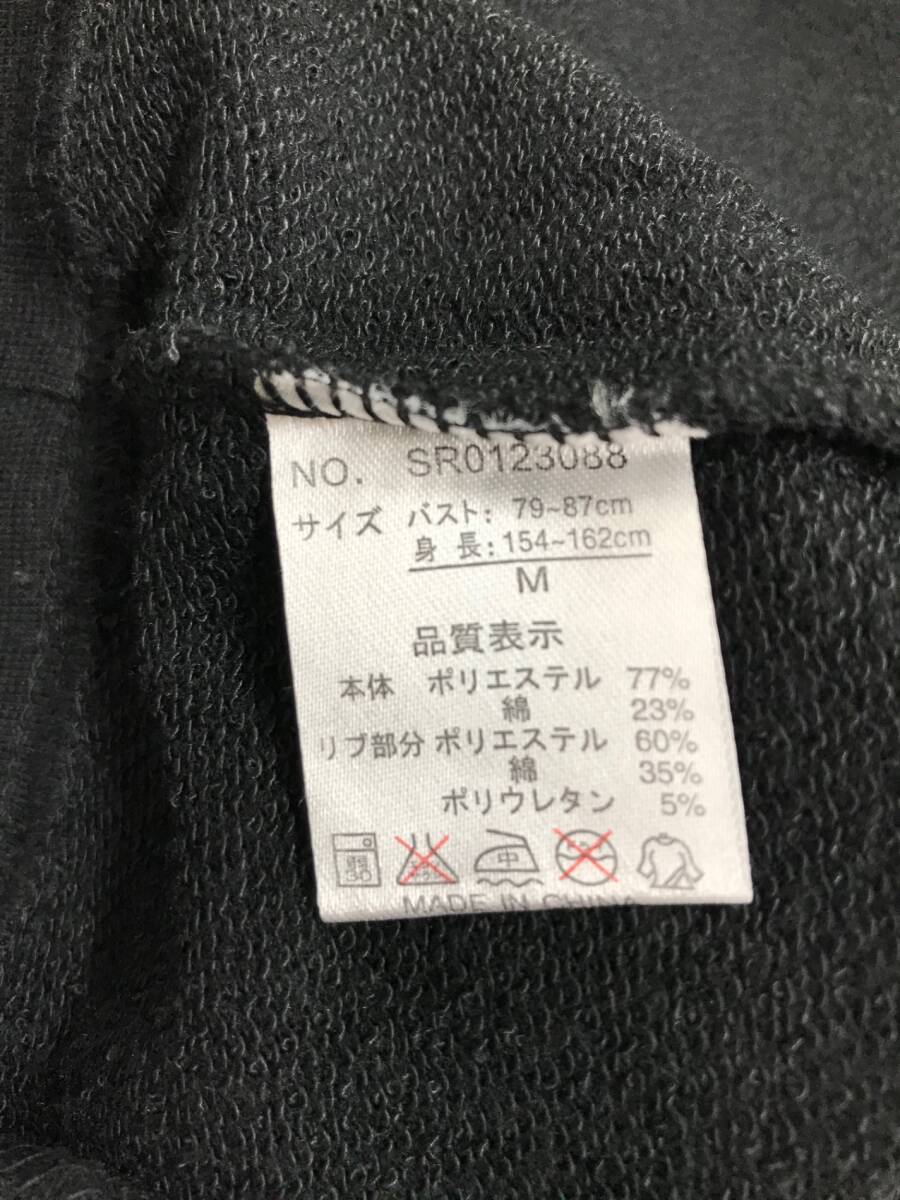 NO. SR0123088
サイズ バスト: 79~87cm
身 長: 154~162cm
M
品質表示
本体 ポリエステル 77%
綿 23%
リブ部分 ポリエステル 60%
綿 35%
ポリウレタン 5%
中
MADE IN CHINA